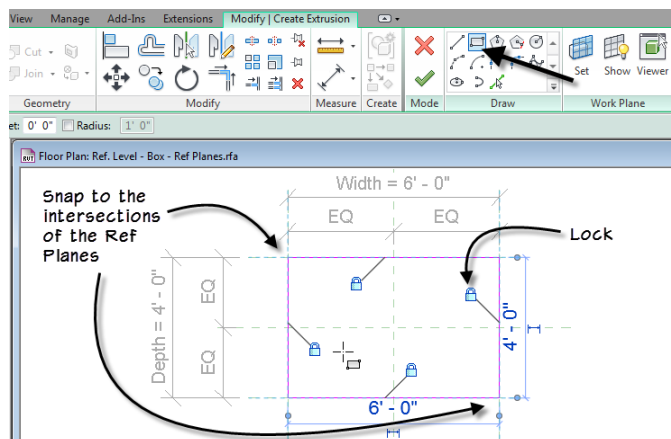 View Manage Add-Ins Extensions Modify | Create Extrusion
Cut
Join
Geometry Modify Measure Create Mode Draw Work Plane
Set Show Viewer
et: 0' 0" Radius: 1' 0"
RVT
Floor Plan: Ref. Level - Box - Ref Planes.rfa
Width = 6' - 0"
Snap to the
intersections
of the Ref
Planes
EQ EQ
Lock
Depth = 4' - 0"
EQ
EQ
4' - 0"
6' - 0"